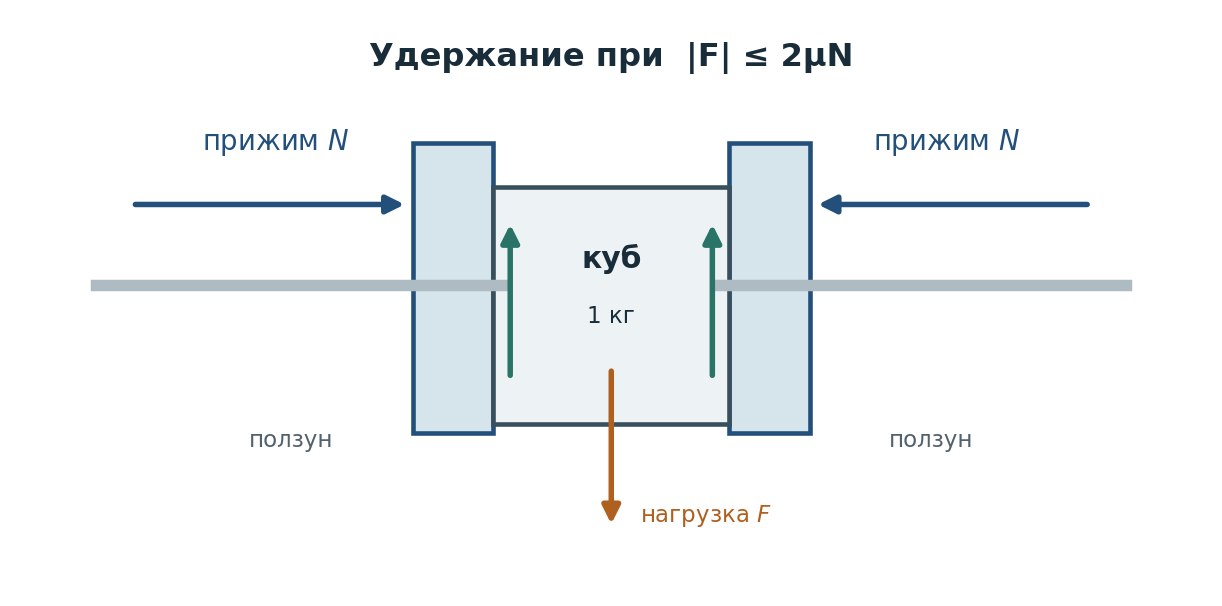 Удержание при |F| ≤ 2μN
прижим N
прижим N
куб
1 кг
ползун
ползун
нагрузка F